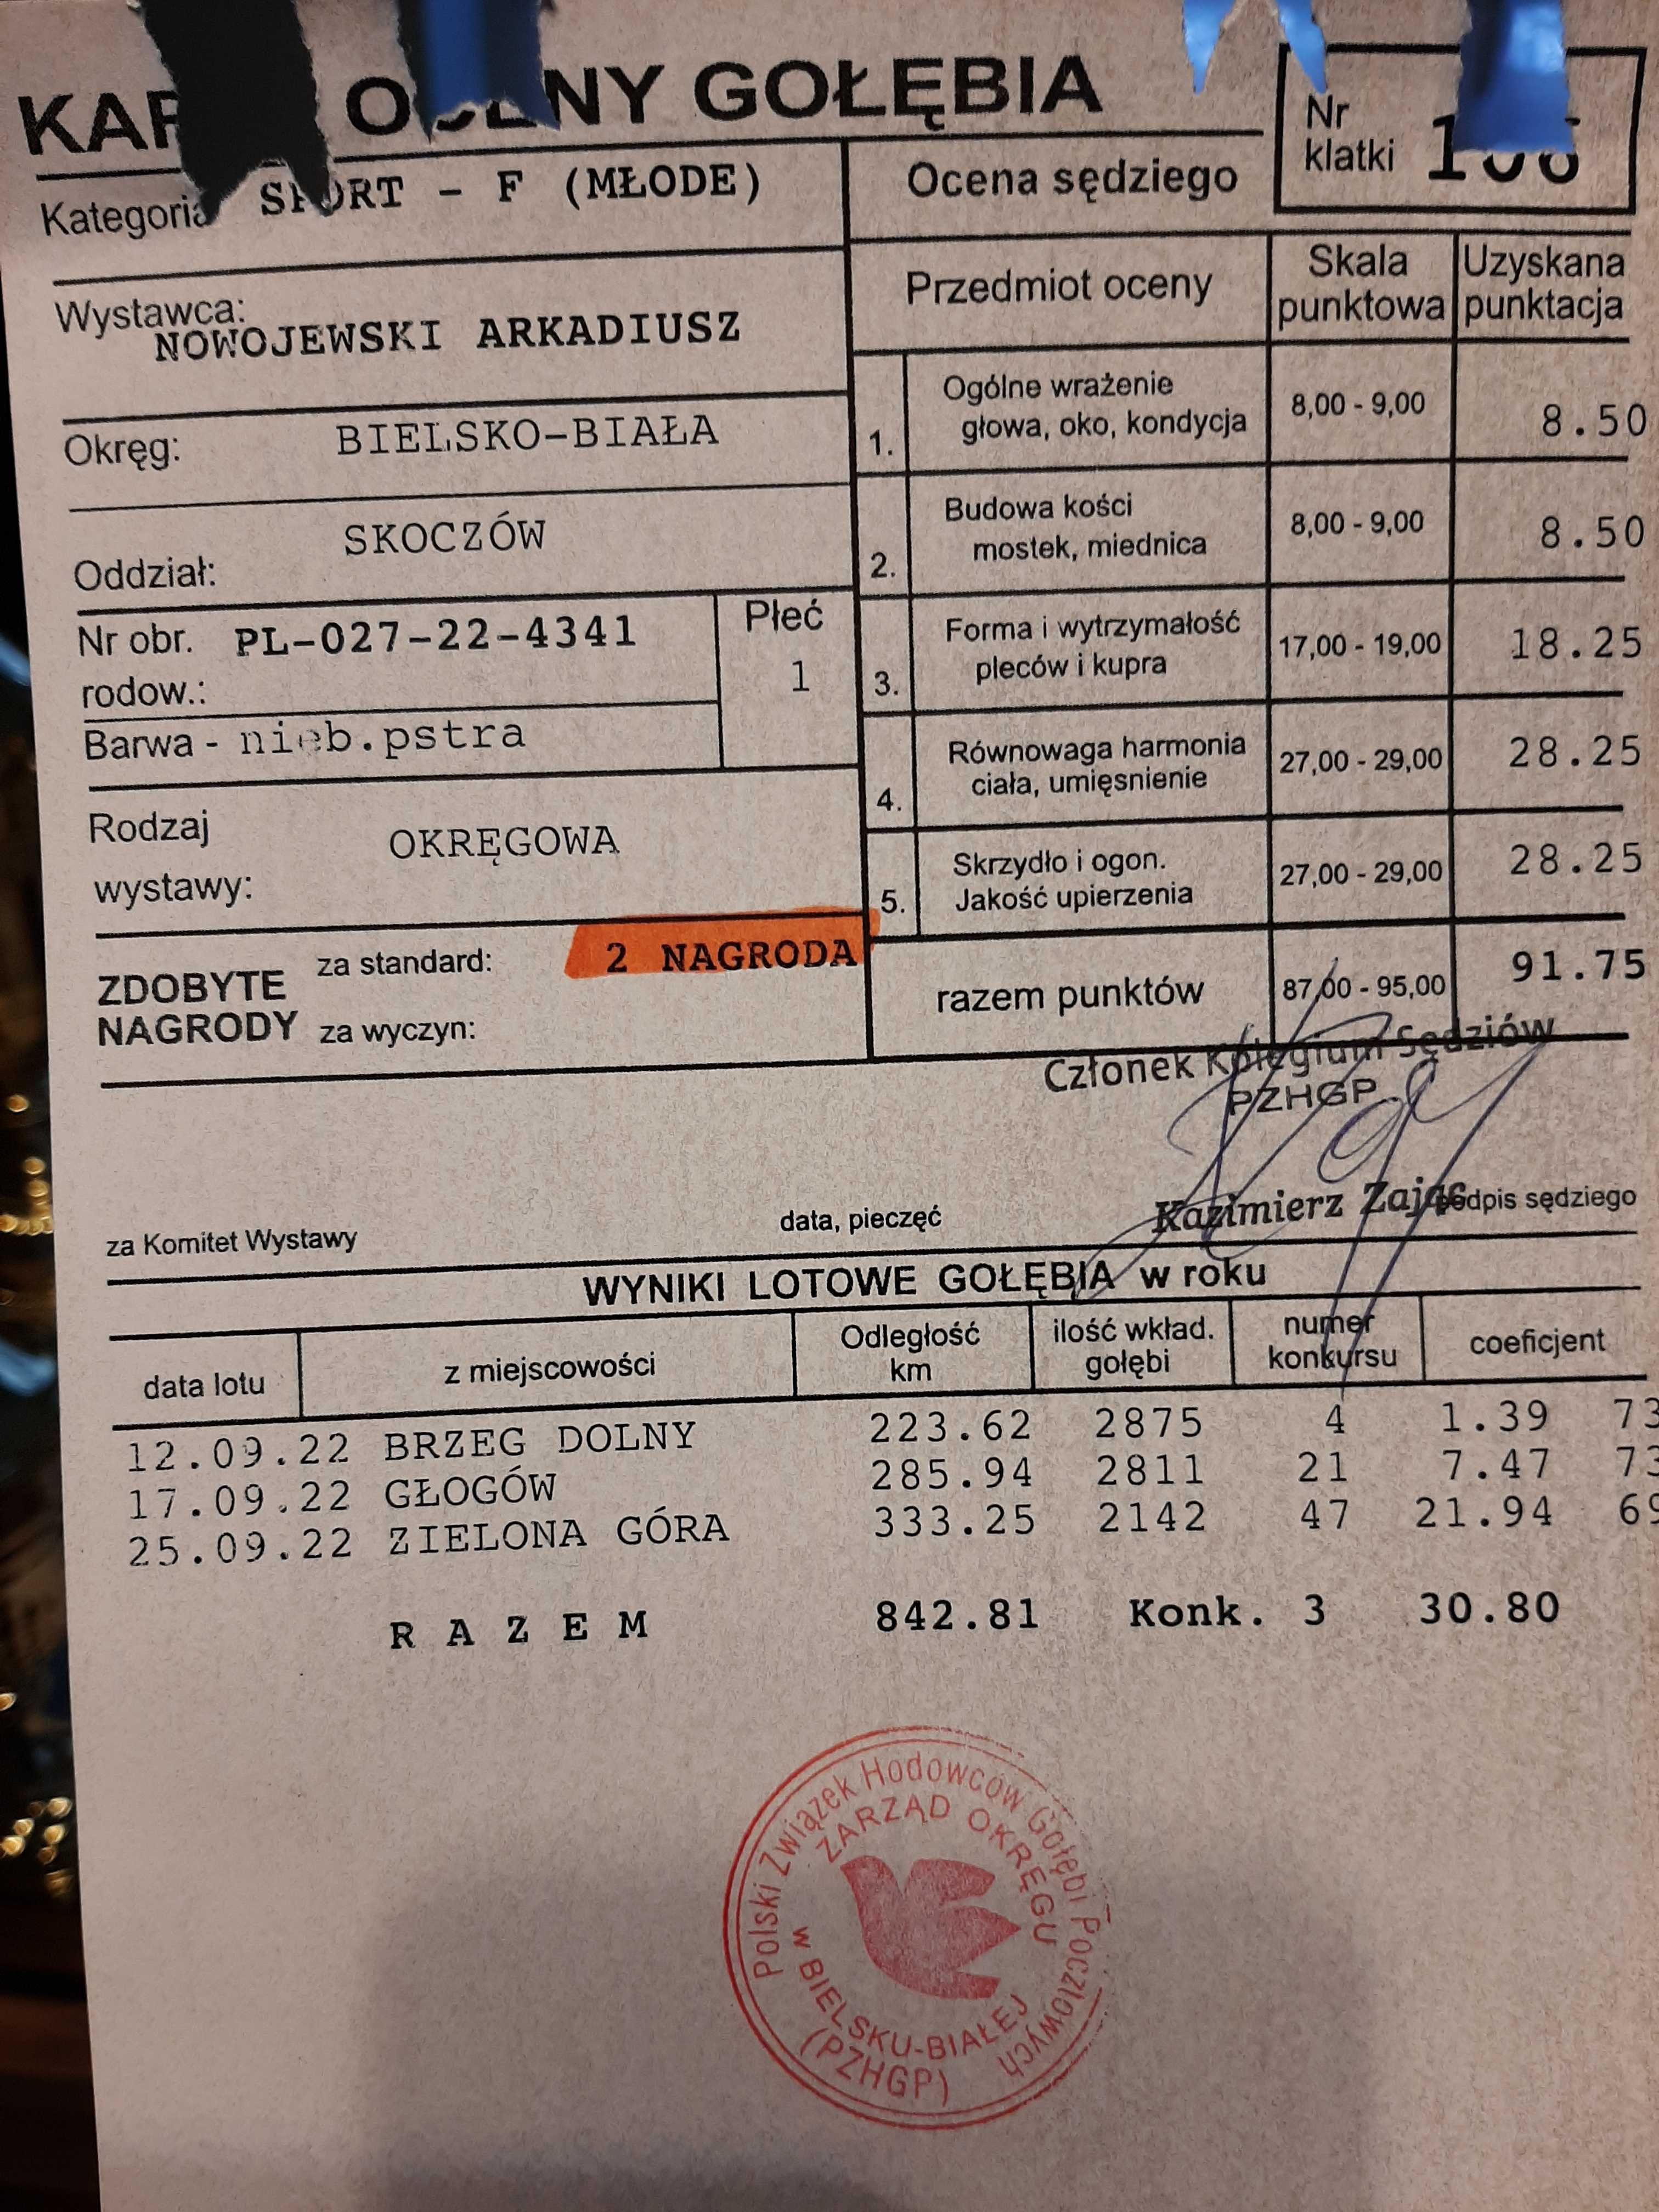 OCENY GOŁĘBIA
Nr
klatki
Kategoria SPORT - F (MŁODE)
Ocena sędziego
Wystawca:
NOWOJEWSKI ARKADIUSZ
Przedmiot oceny
Skala
punktowa
Uzyskana
punktacja
Okręg: BIELSKO-BIAŁA
1. Ogólne wrażenie
głowa, oko, kondycja
8,00 - 9,00 8.50
Oddział: SKOCZÓW
2. Budowa kości
mostek, miednica
8,00 - 9,00 8.50
Nr obr. PL-027-22-4341
rodow.:
Płeć
1
3. Forma i wytrzymałość
pleców i kupra
17,00 - 19,00 18.25
Barwa - nieb.pstra
4. Równowaga harmonia
ciała, umięsnienie
27,00 - 29,00 28.25
Rodzaj
wystawy: OKRĘGOWA
5. Skrzydło i ogon.
Jakość upierzenia
27,00 - 29,00 28.25
ZDOBYTE
NAGRODY
za standard: 2 NAGRODA
za wyczyn:
razem punktów 87,00 - 95,00 91.75
Członek Kolegium Sędziów
PZHGP
Kazimierz Zając
za Komitet Wystawy data, pieczęć podpis sędziego
WYNIKI LOTOWE GOŁĘBIA w roku
data lotu z miejscowości Odległość km ilość wkład. gołębi numer konkursu coeficjent
12.09.22 BRZEG DOLNY 223.62 2875 4 1.39 73
17.09.22 GŁOGÓW 285.94 2811 21 7.47 73
25.09.22 ZIELONA GÓRA 333.25 2142 47 21.94 69
R A Z E M 842.81 Konk. 3 30.80
Polski Związek Hodowców Gołębi Pocztowych
ZARZĄD OKRĘGU
w BIELSKU-BIAŁEJ
(PZHGP)